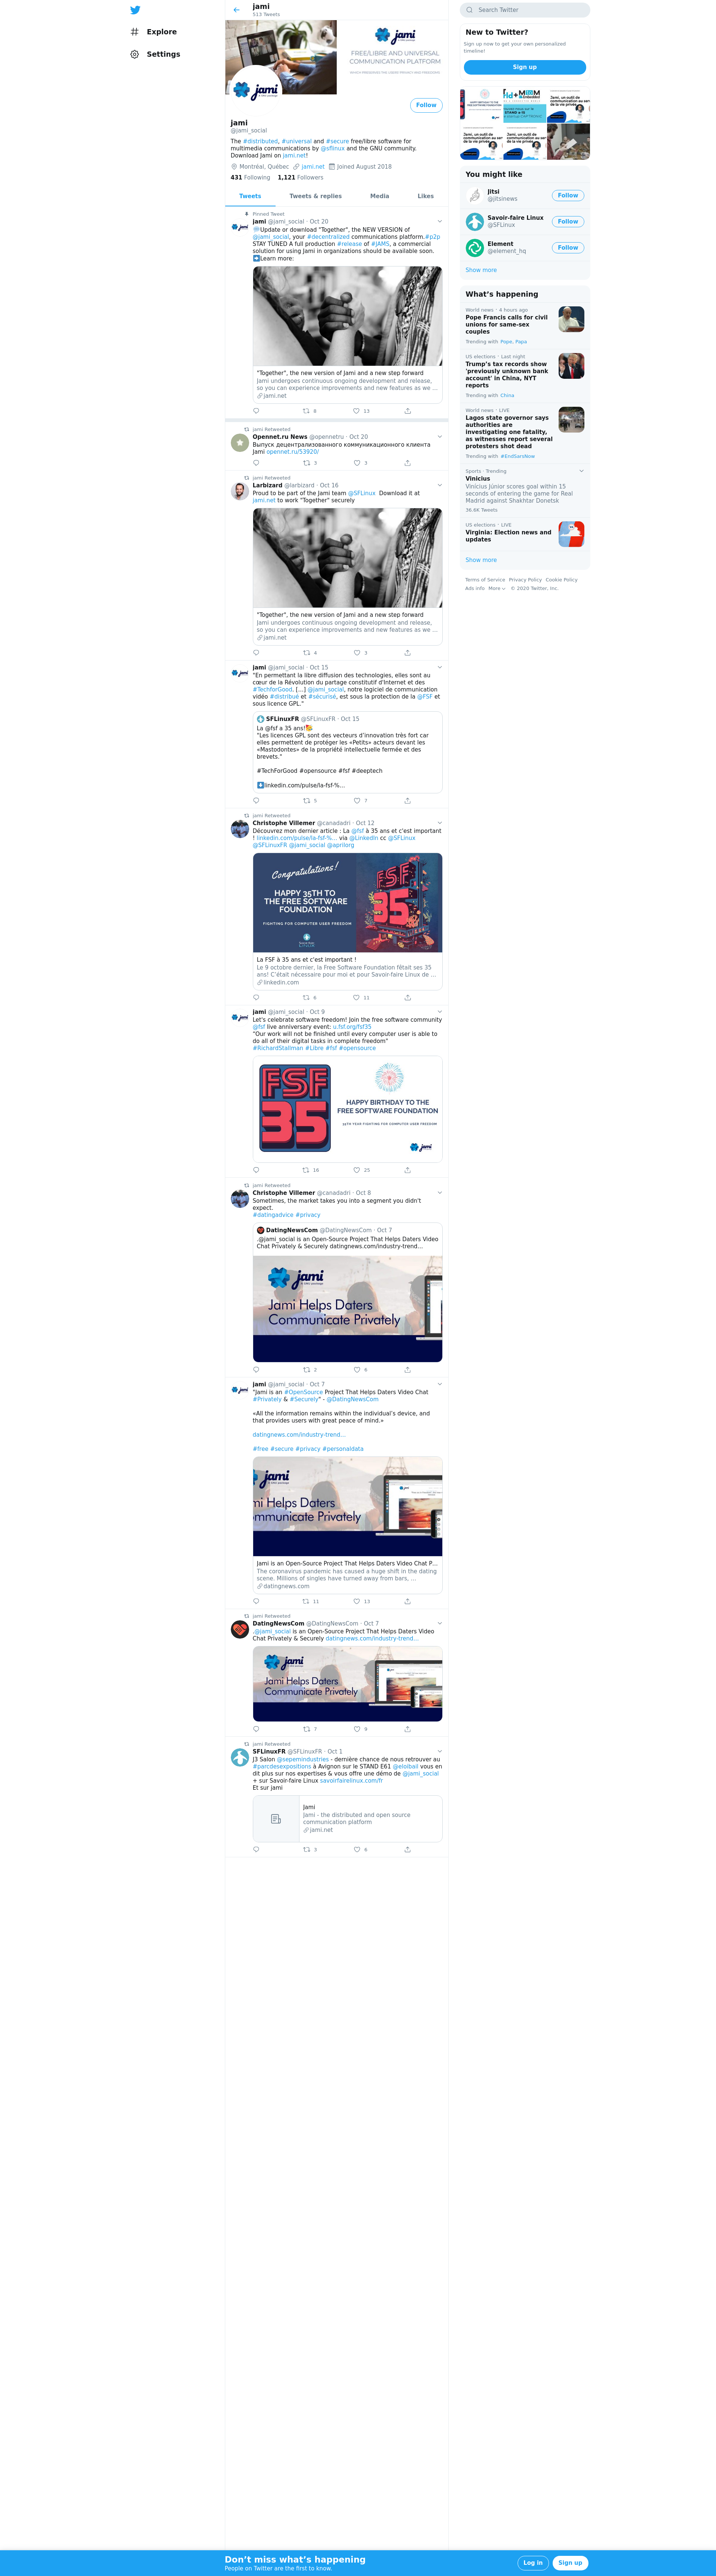 Explore
Settings
jami
513 Tweets
jami
FREE/LIBRE AND UNIVERSAL
COMMUNICATION PLATFORM
jami
Follow
jami
@jami_social
The #distributed, #universal and #secure free/libre software for
multimedia communications by @sflinux and the GNU community.
Download Jami on jami.net!
Montréal, Québec jami.net Joined August 2018
431 Following 1,121 Followers
Tweets Tweets & replies Media Likes
Pinned Tweet
jami @jami_social · Oct 20
Update or download "Together", the NEW VERSION of
@jami_social, your #decentralized communications platform.#p2p
STAY TUNED A full production #release of #JAMS, a commercial
solution for using Jami in organizations should be available soon.
➡️Learn more:
"Together", the new version of Jami and a new step forward
Jami undergoes continuous ongoing development and release,
so you can experience improvements and new features as we ...
jami.net
8 13
jami Retweeted
Opennet.ru News @opennetru · Oct 20
Выпуск децентрализованного коммуникационного клиента
Jami opennet.ru/53920/
3 3
jami Retweeted
Larbizard @larbizard · Oct 16
Proud to be part of the Jami team @SFLinux Download it at
jami.net to work "Together" securely
"Together", the new version of Jami and a new step forward
Jami undergoes continuous ongoing development and release,
so you can experience improvements and new features as we ...
jami.net
4 3
jami @jami_social · Oct 15
"En permettant la libre diffusion des technologies, elles sont au
cœur de la Révolution du partage constitutif d'Internet et des
#TechforGood. [...] @jami_social, notre logiciel de communication
vidéo #distribué et #sécurisé, est sous la protection de la @FSF et
sous licence GPL."
SFLinuxFR @SFLinuxFR · Oct 15
La @fsf a 35 ans!🥳
"Les licences GPL sont des vecteurs d'innovation très fort car
elles permettent de protéger les «Petits» acteurs devant les
«Mastodontes» de la propriété intellectuelle fermée et des
brevets."
#TechForGood #opensource #fsf #deeptech
➡️linkedin.com/pulse/la-fsf-%...
5 7
jami Retweeted
Christophe Villemer @canadadri · Oct 12
Découvrez mon dernier article : La @fsf à 35 ans et c'est important
! linkedin.com/pulse/la-fsf-%... via @LinkedIn cc @SFLinux
@SFLinuxFR @jami_social @aprilorg
Congratulations!
HAPPY 35TH TO
THE FREE SOFTWARE
FOUNDATION
FIGHTING FOR COMPUTER USER FREEDOM
FSF
35
La FSF à 35 ans et c'est important !
Le 9 octobre dernier, la Free Software Foundation fêtait ses 35
ans! C'était nécessaire pour moi et pour Savoir-faire Linux de ...
linkedin.com
6 11
jami @jami_social · Oct 9
Let's celebrate software freedom! Join the free software community
@fsf live anniversary event: u.fsf.org/fsf35
"Our work will not be finished until every computer user is able to
do all of their digital tasks in complete freedom"
#RichardStallman #Libre #fsf #opensource
FSF
35
HAPPY BIRTHDAY TO THE
FREE SOFTWARE FOUNDATION
35TH YEAR FIGHTING FOR COMPUTER USER FREEDOM
jami
16 25
jami Retweeted
Christophe Villemer @canadadri · Oct 8
Sometimes, the market takes you into a segment you didn't
expect.
#datingadvice #privacy
DatingNewsCom @DatingNewsCom · Oct 7
.@jami_social is an Open-Source Project That Helps Daters Video
Chat Privately & Securely datingnews.com/industry-trend...
jami
Jami Helps Daters
Communicate Privately
2 6
jami @jami_social · Oct 7
"Jami is an #OpenSource Project That Helps Daters Video Chat
#Privately & #Securely" - @DatingNewsCom
«All the information remains within the individual's device, and
that provides users with great peace of mind.»
datingnews.com/industry-trend...
#free #secure #privacy #personaldata
jami
mi Helps Daters
mmunicate Privately
Jami is an Open-Source Project That Helps Daters Video Chat P...
The coronavirus pandemic has caused a huge shift in the dating
scene. Millions of singles have turned away from bars, ...
datingnews.com
11 13
jami Retweeted
DatingNewsCom @DatingNewsCom · Oct 7
.@jami_social is an Open-Source Project That Helps Daters Video
Chat Privately & Securely datingnews.com/industry-trend...
jami
Jami Helps Daters
Communicate Privately
7 9
jami Retweeted
SFLinuxFR @SFLinuxFR · Oct 1
J3 Salon @sepemindustries - dernière chance de nous retrouver au
#parcdesexpositions à Avignon sur le STAND E61 @eloiball vous en
dit plus sur nos expertises & vous offre une démo de @jami_social
+ sur Savoir-faire Linux savoirfairelinux.com/fr
Et sur jami
Jami
Jami - the distributed and open source
communication platform
jami.net
3 6
Search Twitter
New to Twitter?
Sign up now to get your own personalized
timeline!
Sign up
You might like
Jitsi
@jitsinews
Follow
Savoir-faire Linux
@SFLinux
Follow
Element
@element_hq
Follow
Show more
What's happening
World news · 4 hours ago
Pope Francis calls for civil
unions for same-sex
couples
Trending with Pope, Papa
US elections · Last night
Trump's tax records show
'previously unknown bank
account' in China, NYT
reports
Trending with China
World news · LIVE
Lagos state governor says
authorities are
investigating one fatality,
as witnesses report several
protesters shot dead
Trending with #EndSarsNow
Sports · Trending
Vinicius
Vinicius Júnior scores goal within 15
seconds of entering the game for Real
Madrid against Shakhtar Donetsk
36.6K Tweets
US elections · LIVE
Virginia: Election news and
updates
Show more
Terms of Service Privacy Policy Cookie Policy
Ads info More © 2020 Twitter, Inc.
Don't miss what's happening
People on Twitter are the first to know.
Log in
Sign up